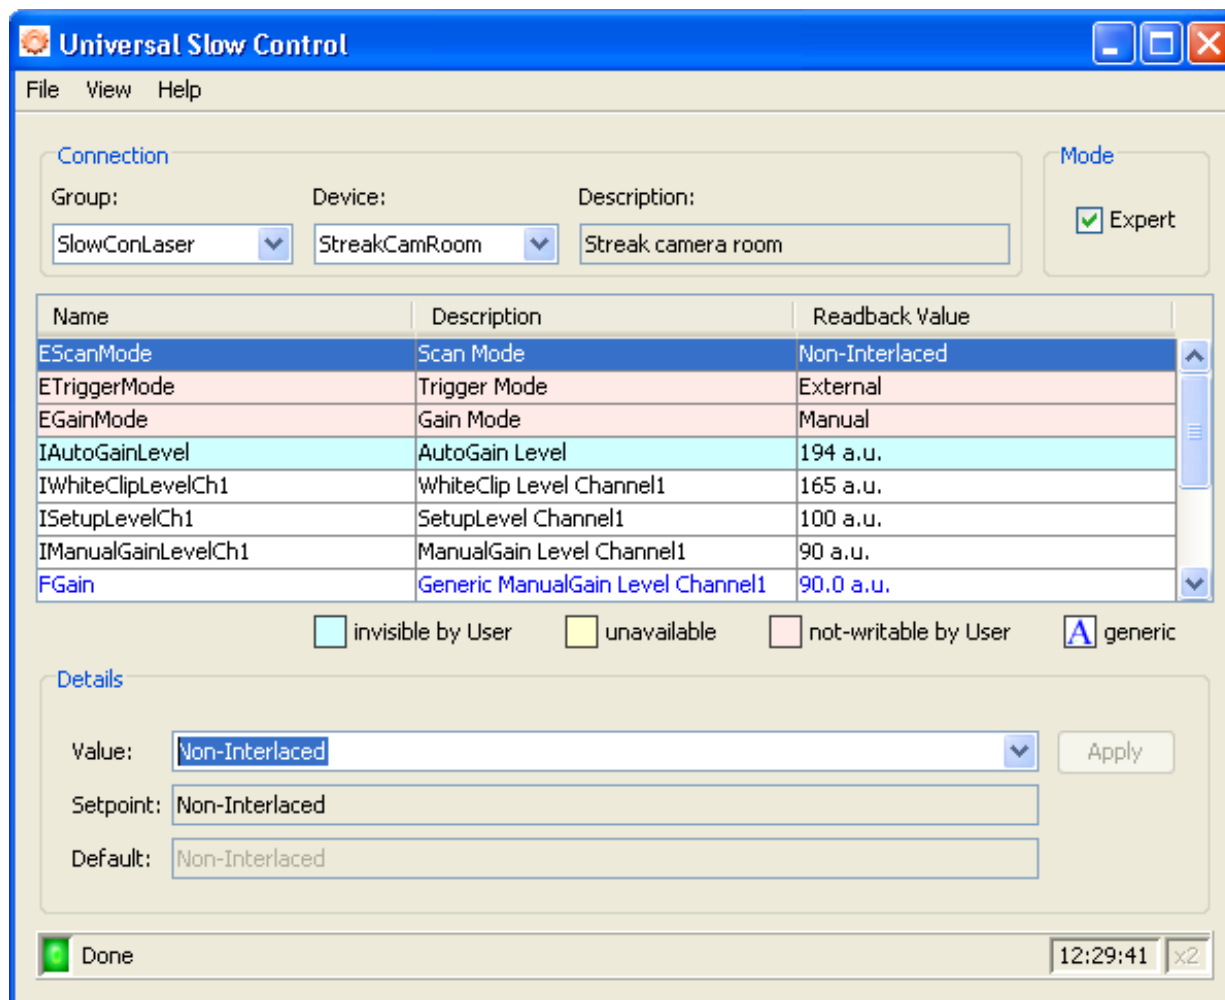 Universal Slow Control
File View Help
Connection
Mode
Group: Device: Description:
SlowConLaser StreakCamRoom Streak camera room
Expert
Name Description Readback Value
EScanMode Scan Mode Non-Interlaced
ETriggerMode Trigger Mode External
EGainMode Gain Mode Manual
IAutoGainLevel AutoGain Level 194 a.u.
IWhiteClipLevelCh1 WhiteClip Level Channel1 165 a.u.
ISetupLevelCh1 SetupLevel Channel1 100 a.u.
IManualGainLevelCh1 ManualGain Level Channel1 90 a.u.
FGain Generic ManualGain Level Channel1 90.0 a.u.
invisible by User unavailable not-writable by User A generic
Details
Value: Non-Interlaced Apply
Setpoint: Non-Interlaced
Default: Non-Interlaced
Done 12:29:41 x2